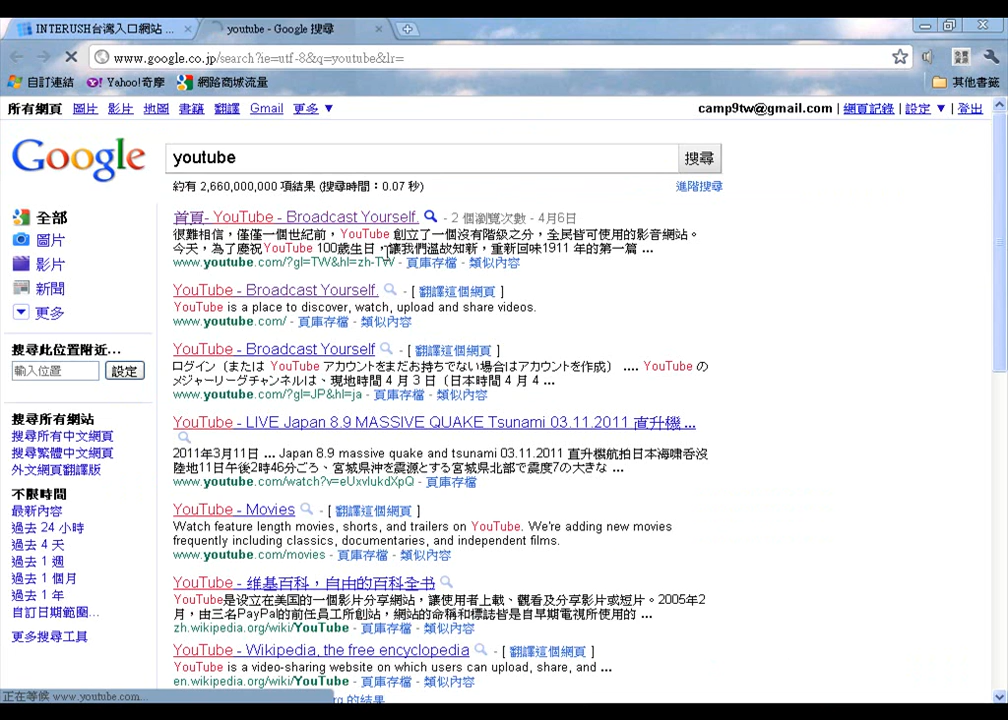 INTERUSH台灣入口網站 ...
youtube - Google 搜尋
www.google.co.jp/search?ie=utf-8&q=youtube&lr=
自訂連結 Yahoo!奇摩 網路商城流量 其他書籤
所有網頁 圖片 影片 地圖 書籍 翻譯 Gmail 更多 ▼ camp9tw@gmail.com | 網頁記錄 | 設定 ▼ | 登出
Google
youtube
搜尋
約有 2,660,000,000 項結果 (搜尋時間：0.07 秒)
進階搜尋
全部
圖片
影片
新聞
更多
搜尋此位置附近...
輸入位置
設定
搜尋所有網站
搜尋所有中文網頁
搜尋繁體中文網頁
外文網頁翻譯版
不限時間
最新內容
過去 24 小時
過去 4 天
過去 1 週
過去 1 個月
過去 1 年
自訂日期範圍...
更多搜尋工具
首頁- YouTube - Broadcast Yourself. - 2 個瀏覽次數 - 4月6日
很難相信，僅僅一個世紀前，YouTube 創立了一個沒有階級之分，全民皆可使用的影音網站。
今天，為了慶祝YouTube 100歲生日，讓我們溫故知新，重新回味1911 年的第一篇 ...
www.youtube.com/?gl=TW&hl=zh-TW - 頁庫存檔 - 類似內容
YouTube - Broadcast Yourself. - [ 翻譯這個網頁 ]
YouTube is a place to discover, watch, upload and share videos.
www.youtube.com/ - 頁庫存檔 - 類似內容
YouTube - Broadcast Yourself - [ 翻譯這個網頁 ]
ログイン〔または YouTube アカウントをまだお持ちでない場合はアカウントを作成〕 .... YouTube の
メジャーリーグチャンネルは、現地時間 4 月 3 日〔日本時間 4 月 4 ...
www.youtube.com/?gl=JP&hl=ja - 頁庫存檔 - 類似內容
YouTube - LIVE Japan 8.9 MASSIVE QUAKE Tsunami 03.11.2011 直升機 ...
2011年3月11日 ... Japan 8.9 massive quake and tsunami 03.11.2011 直升機航拍日本海嘯吞沒
陸地11日午後2時46分ごろ、宮城県沖を震源とする宮城県北部で震度7の大きな ...
www.youtube.com/watch?v=eUxvlukdXpQ - 頁庫存檔
YouTube - Movies - [ 翻譯這個網頁 ]
Watch feature length movies, shorts, and trailers on YouTube. We're adding new movies
frequently including classics, documentaries, and independent films.
www.youtube.com/movies - 頁庫存檔 - 類似內容
YouTube - 维基百科，自由的百科全书
YouTube是设立在美国的一個影片分享網站，讓使用者上載、觀看及分享影片或短片。2005年2
月，由三名PayPal的前任員工所創站，網站的命稱和標誌皆是自早期電視所使用的 ...
zh.wikipedia.org/wiki/YouTube - 頁庫存檔 - 類似內容
YouTube - Wikipedia, the free encyclopedia - [ 翻譯這個網頁 ]
YouTube is a video-sharing website on which users can upload, share, and ...
en.wikipedia.org/wiki/YouTube - 頁庫存檔 - 類似內容
正在等候 www.youtube.com...
的結果